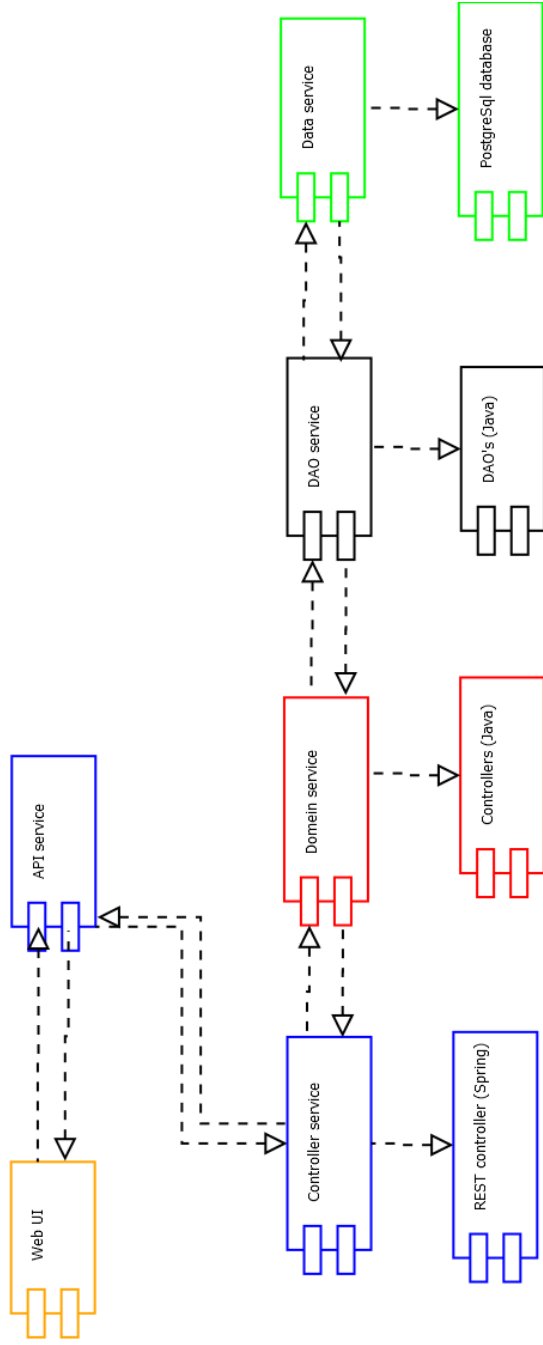 Web UI
API service
Controller service
Domein service
DAO service
Data service
REST controller (Spring)
Controllers (Java)
DAO's (Java)
PostgreSql database